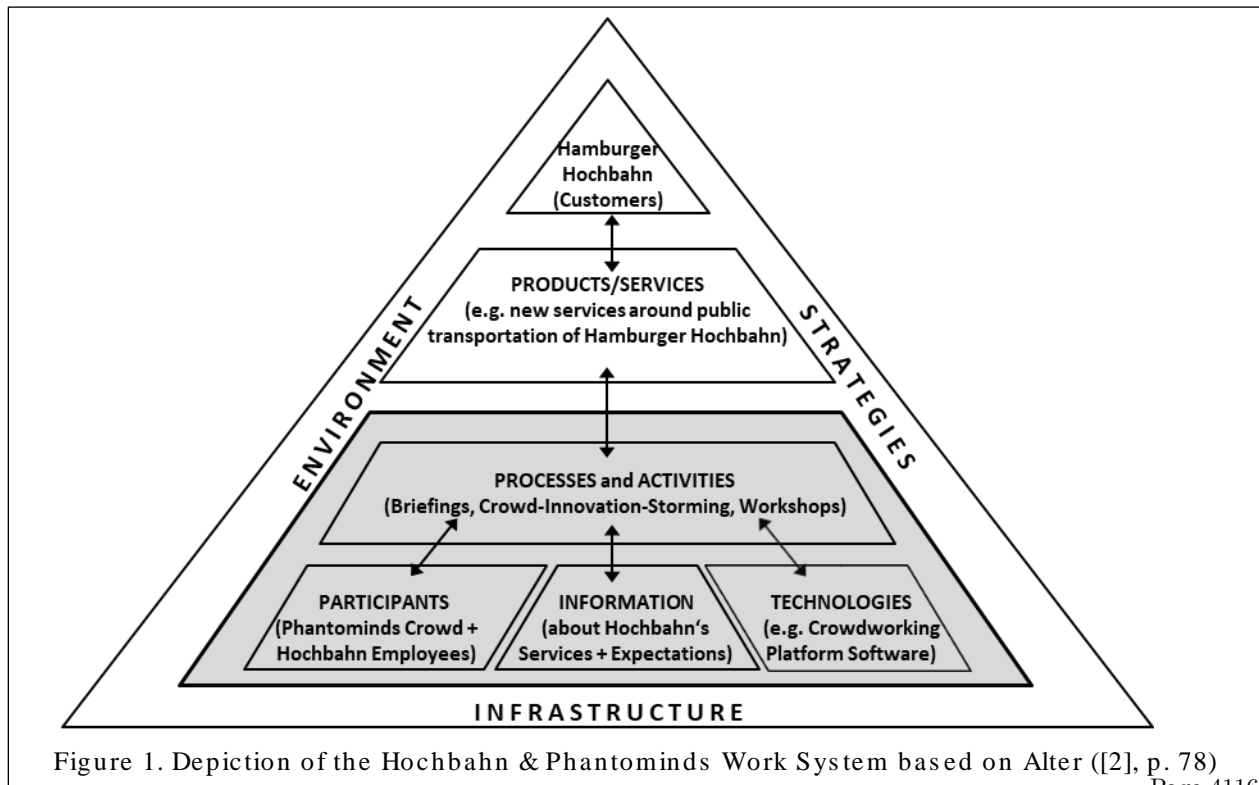 Hamburger
Hochbahn
(Customers)
PRODUCTS/SERVICES
(e.g. new services around public
transportation of Hamburger Hochbahn)
ENVIRONMENT
STRATEGIES
PROCESSES and ACTIVITIES
(Briefings, Crowd-Innovation-Storming, Workshops)
PARTICIPANTS
(Phantominds Crowd +
Hochbahn Employees)
INFORMATION
(about Hochbahn‘s
Services + Expectations)
TECHNOLOGIES
(e.g. Crowdworking
Platform Software)
INFRASTRUCTURE
Figure 1. Depiction of the Hochbahn & Phantominds Work System based on Alter ([2], p. 78)
Page 4116